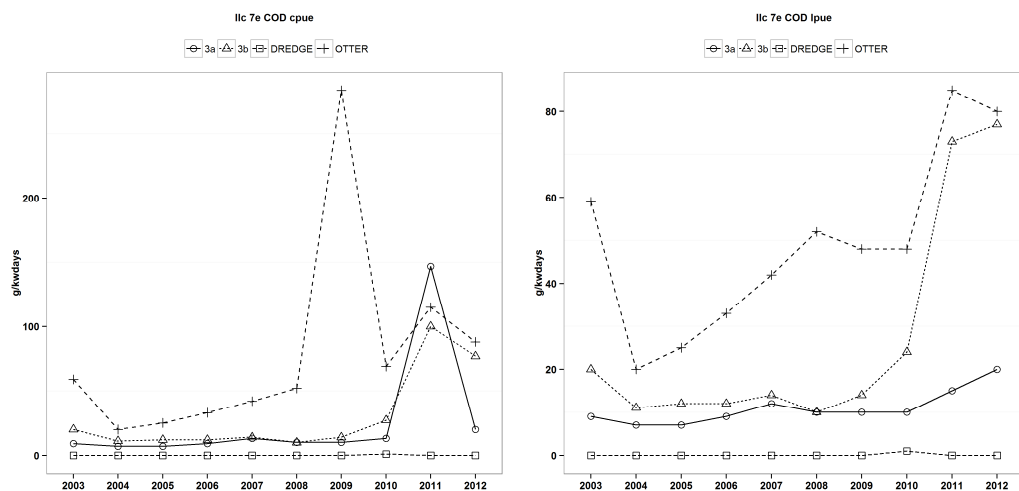 IIc 7e COD cpue
3a 3b DREDGE OTTER
g/kwdays
200
100
0
2003 2004 2005 2006 2007 2008 2009 2010 2011 2012
IIc 7e COD lpue
3a 3b DREDGE OTTER
g/kwdays
80
60
40
20
0
2003 2004 2005 2006 2007 2008 2009 2010 2011 2012